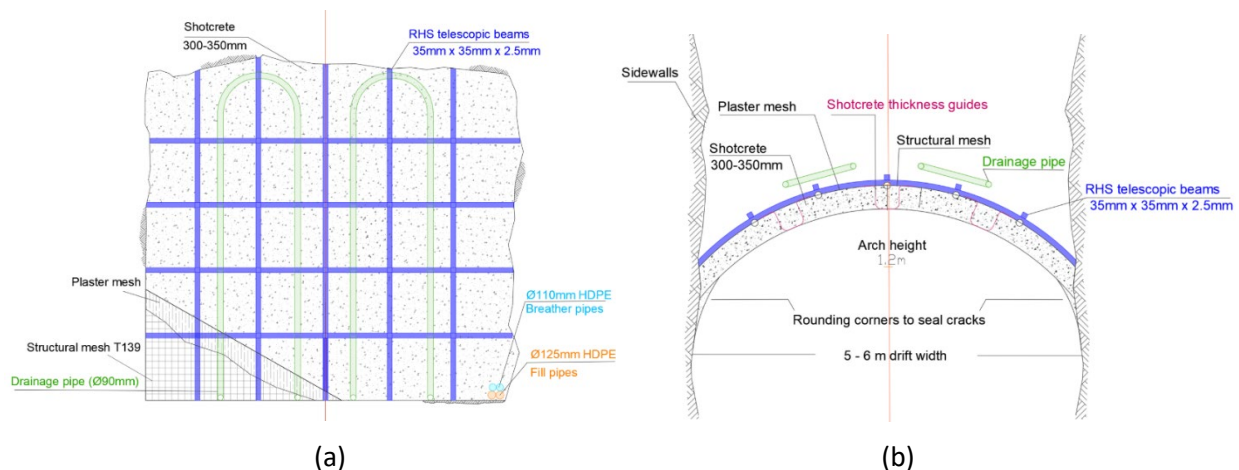 Shotcrete
300-350mm
RHS telescopic beams
35mm x 35mm x 2.5mm
Plaster mesh
Structural mesh T139
Drainage pipe (Ø90mm)
Ø110mm HDPE
Breather pipes
Ø125mm HDPE
Fill pipes
(a)
Sidewalls
Plaster mesh
Shotcrete thickness guides
Shotcrete
300-350mm
Structural mesh
Drainage pipe
RHS telescopic beams
35mm x 35mm x 2.5mm
Arch height
1.2m
Rounding corners to seal cracks
5 - 6 m drift width
(b)